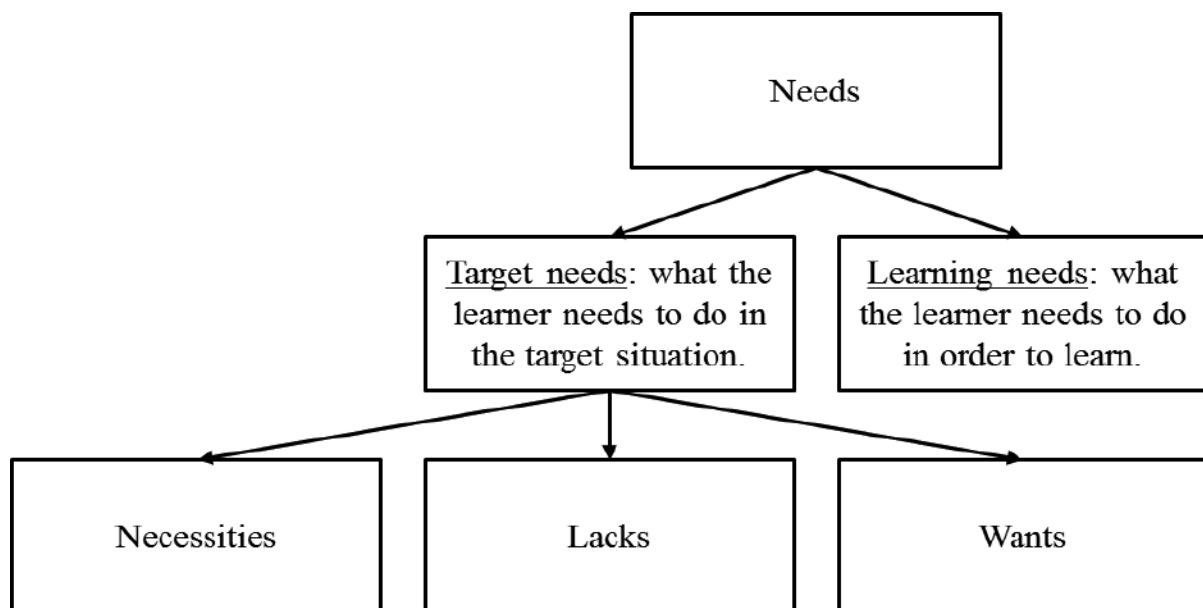 Needs
Target needs: what the
learner needs to do in
the target situation.
Learning needs: what
the learner needs to do
in order to learn.
Necessities
Lacks
Wants